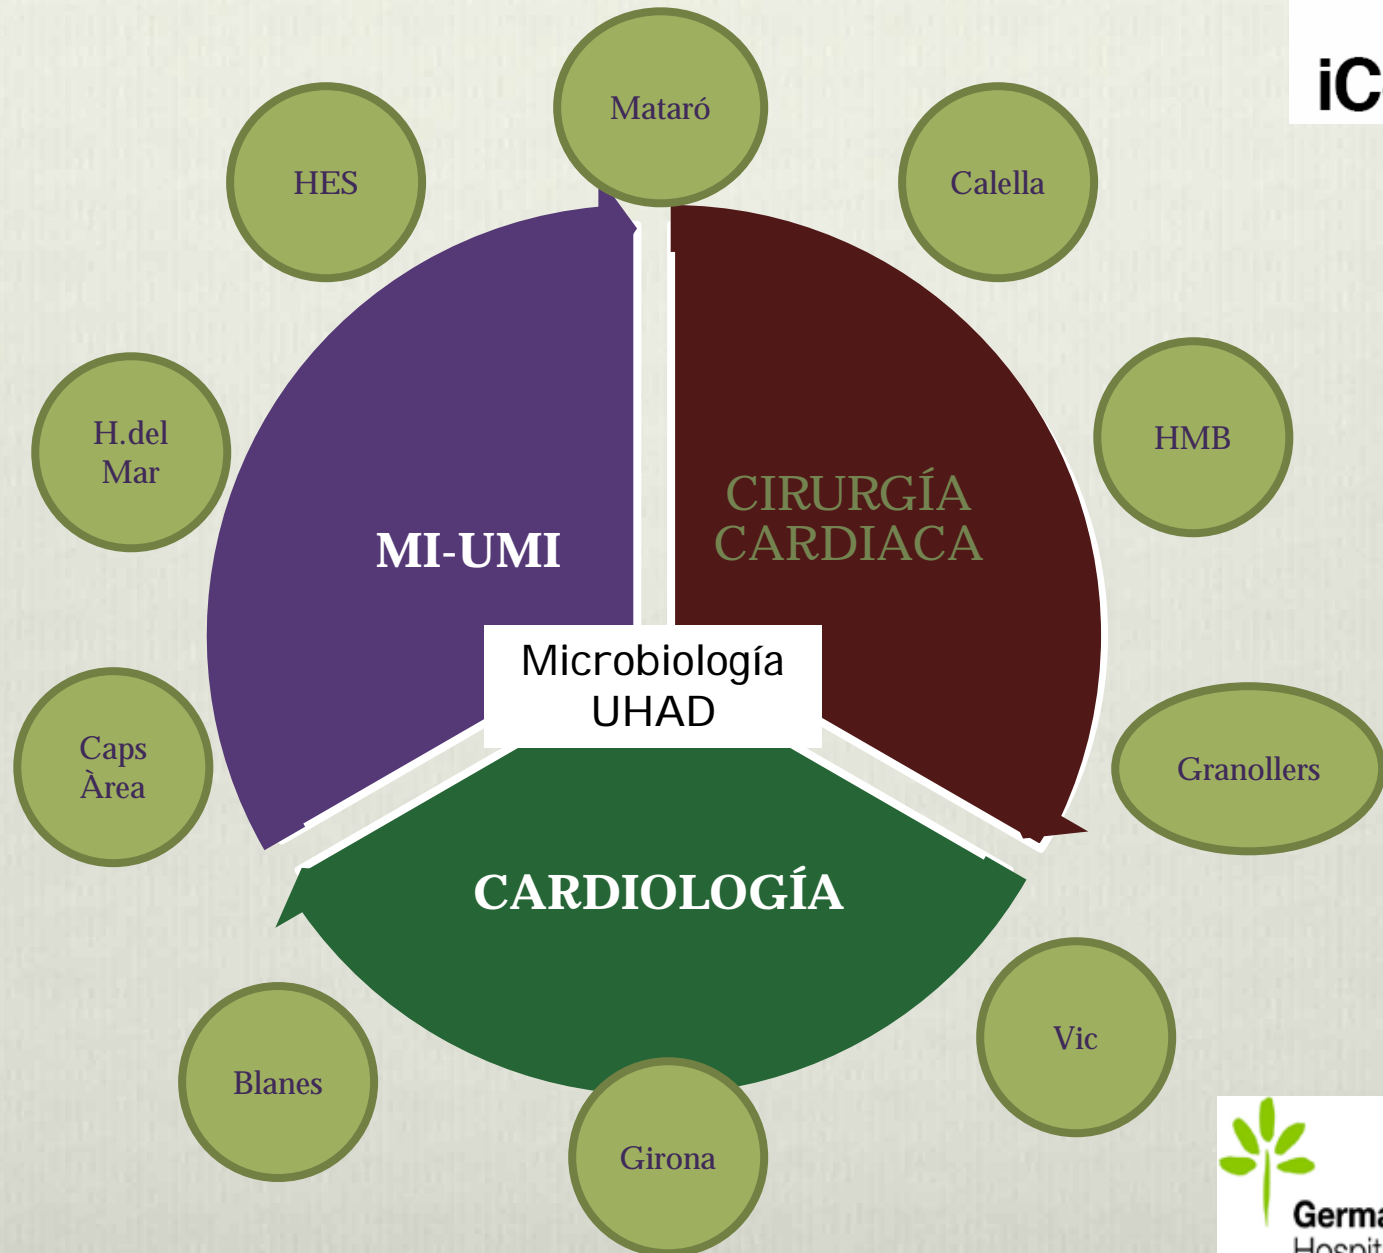 iC
Mataró
HES
Calella
H.del
Mar
HMB
CIRURGÍA
CARDIACA
MI-UMI
Microbiología
UHAD
Caps
Àrea
Granollers
CARDIOLOGÍA
Vic
Blanes
Girona
Germa
Hospit